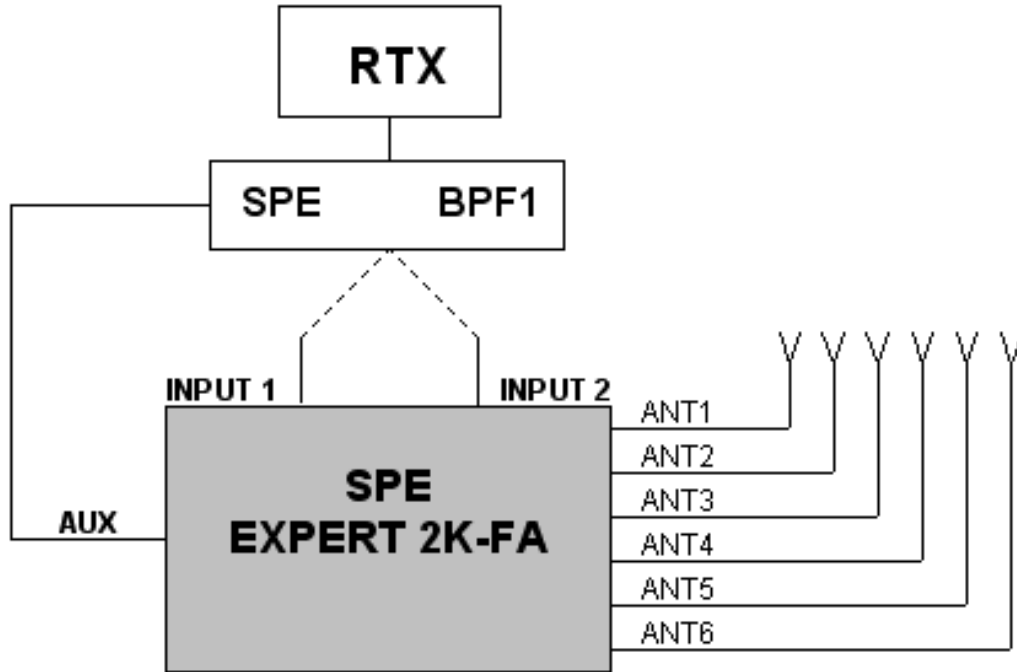 RTX
SPE BPF1
INPUT 1 INPUT 2
ANT1
ANT2
SPE
ANT3
EXPERT 2K-FA
AUX
ANT4
ANT5
ANT6